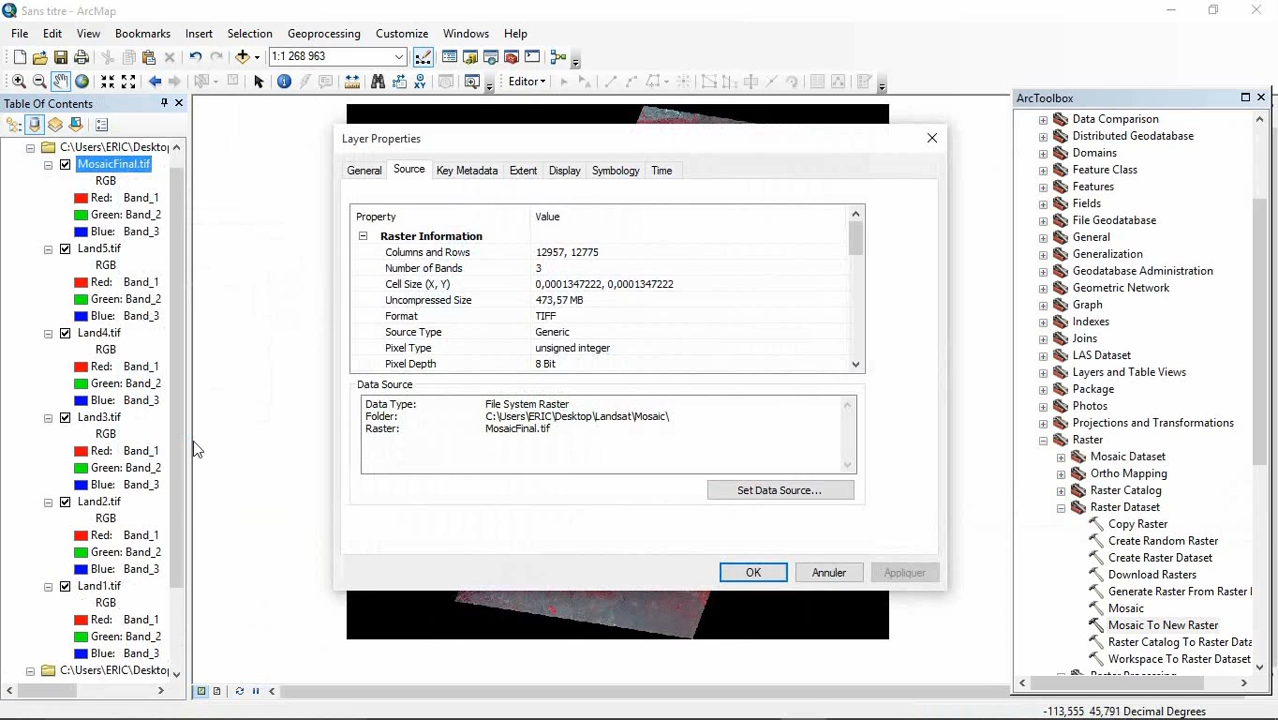 Sans titre - ArcMap
File Edit View Bookmarks Insert Selection Geoprocessing Customize Windows Help
1:1 268 963
Editor
Table Of Contents
C:\Users\ERIC\Deskto
MosaicFinal.tif
RGB
Red: Band_1
Green: Band_2
Blue: Band_3
Land5.tif
RGB
Red: Band_1
Green: Band_2
Blue: Band_3
Land4.tif
RGB
Red: Band_1
Green: Band_2
Blue: Band_3
Land3.tif
RGB
Red: Band_1
Green: Band_2
Blue: Band_3
Land2.tif
RGB
Red: Band_1
Green: Band_2
Blue: Band_3
Land1.tif
RGB
Red: Band_1
Green: Band_2
Blue: Band_3
C:\Users\ERIC\Deskto
Layer Properties
General Source Key Metadata Extent Display Symbology Time
Property Value
Raster Information
Columns and Rows 12957, 12775
Number of Bands 3
Cell Size (X, Y) 0,0001347222, 0,0001347222
Uncompressed Size 473,57 MB
Format TIFF
Source Type Generic
Pixel Type unsigned integer
Pixel Depth 8 Bit
Data Source
Data Type: File System Raster
Folder: C:\Users\ERIC\Desktop\Landsat\Mosaic\
Raster: MosaicFinal.tif
Set Data Source...
OK Annuler Appliquer
ArcToolbox
Data Comparison
Distributed Geodatabase
Domains
Feature Class
Features
Fields
File Geodatabase
General
Generalization
Geodatabase Administration
Geometric Network
Graph
Indexes
Joins
LAS Dataset
Layers and Table Views
Package
Photos
Projections and Transformations
Raster
Mosaic Dataset
Ortho Mapping
Raster Catalog
Raster Dataset
Copy Raster
Create Random Raster
Create Raster Dataset
Download Rasters
Generate Raster From Raster
Mosaic
Mosaic To New Raster
Raster Catalog To Raster Data
Workspace To Raster Dataset
-113,555 45,791 Decimal Degrees